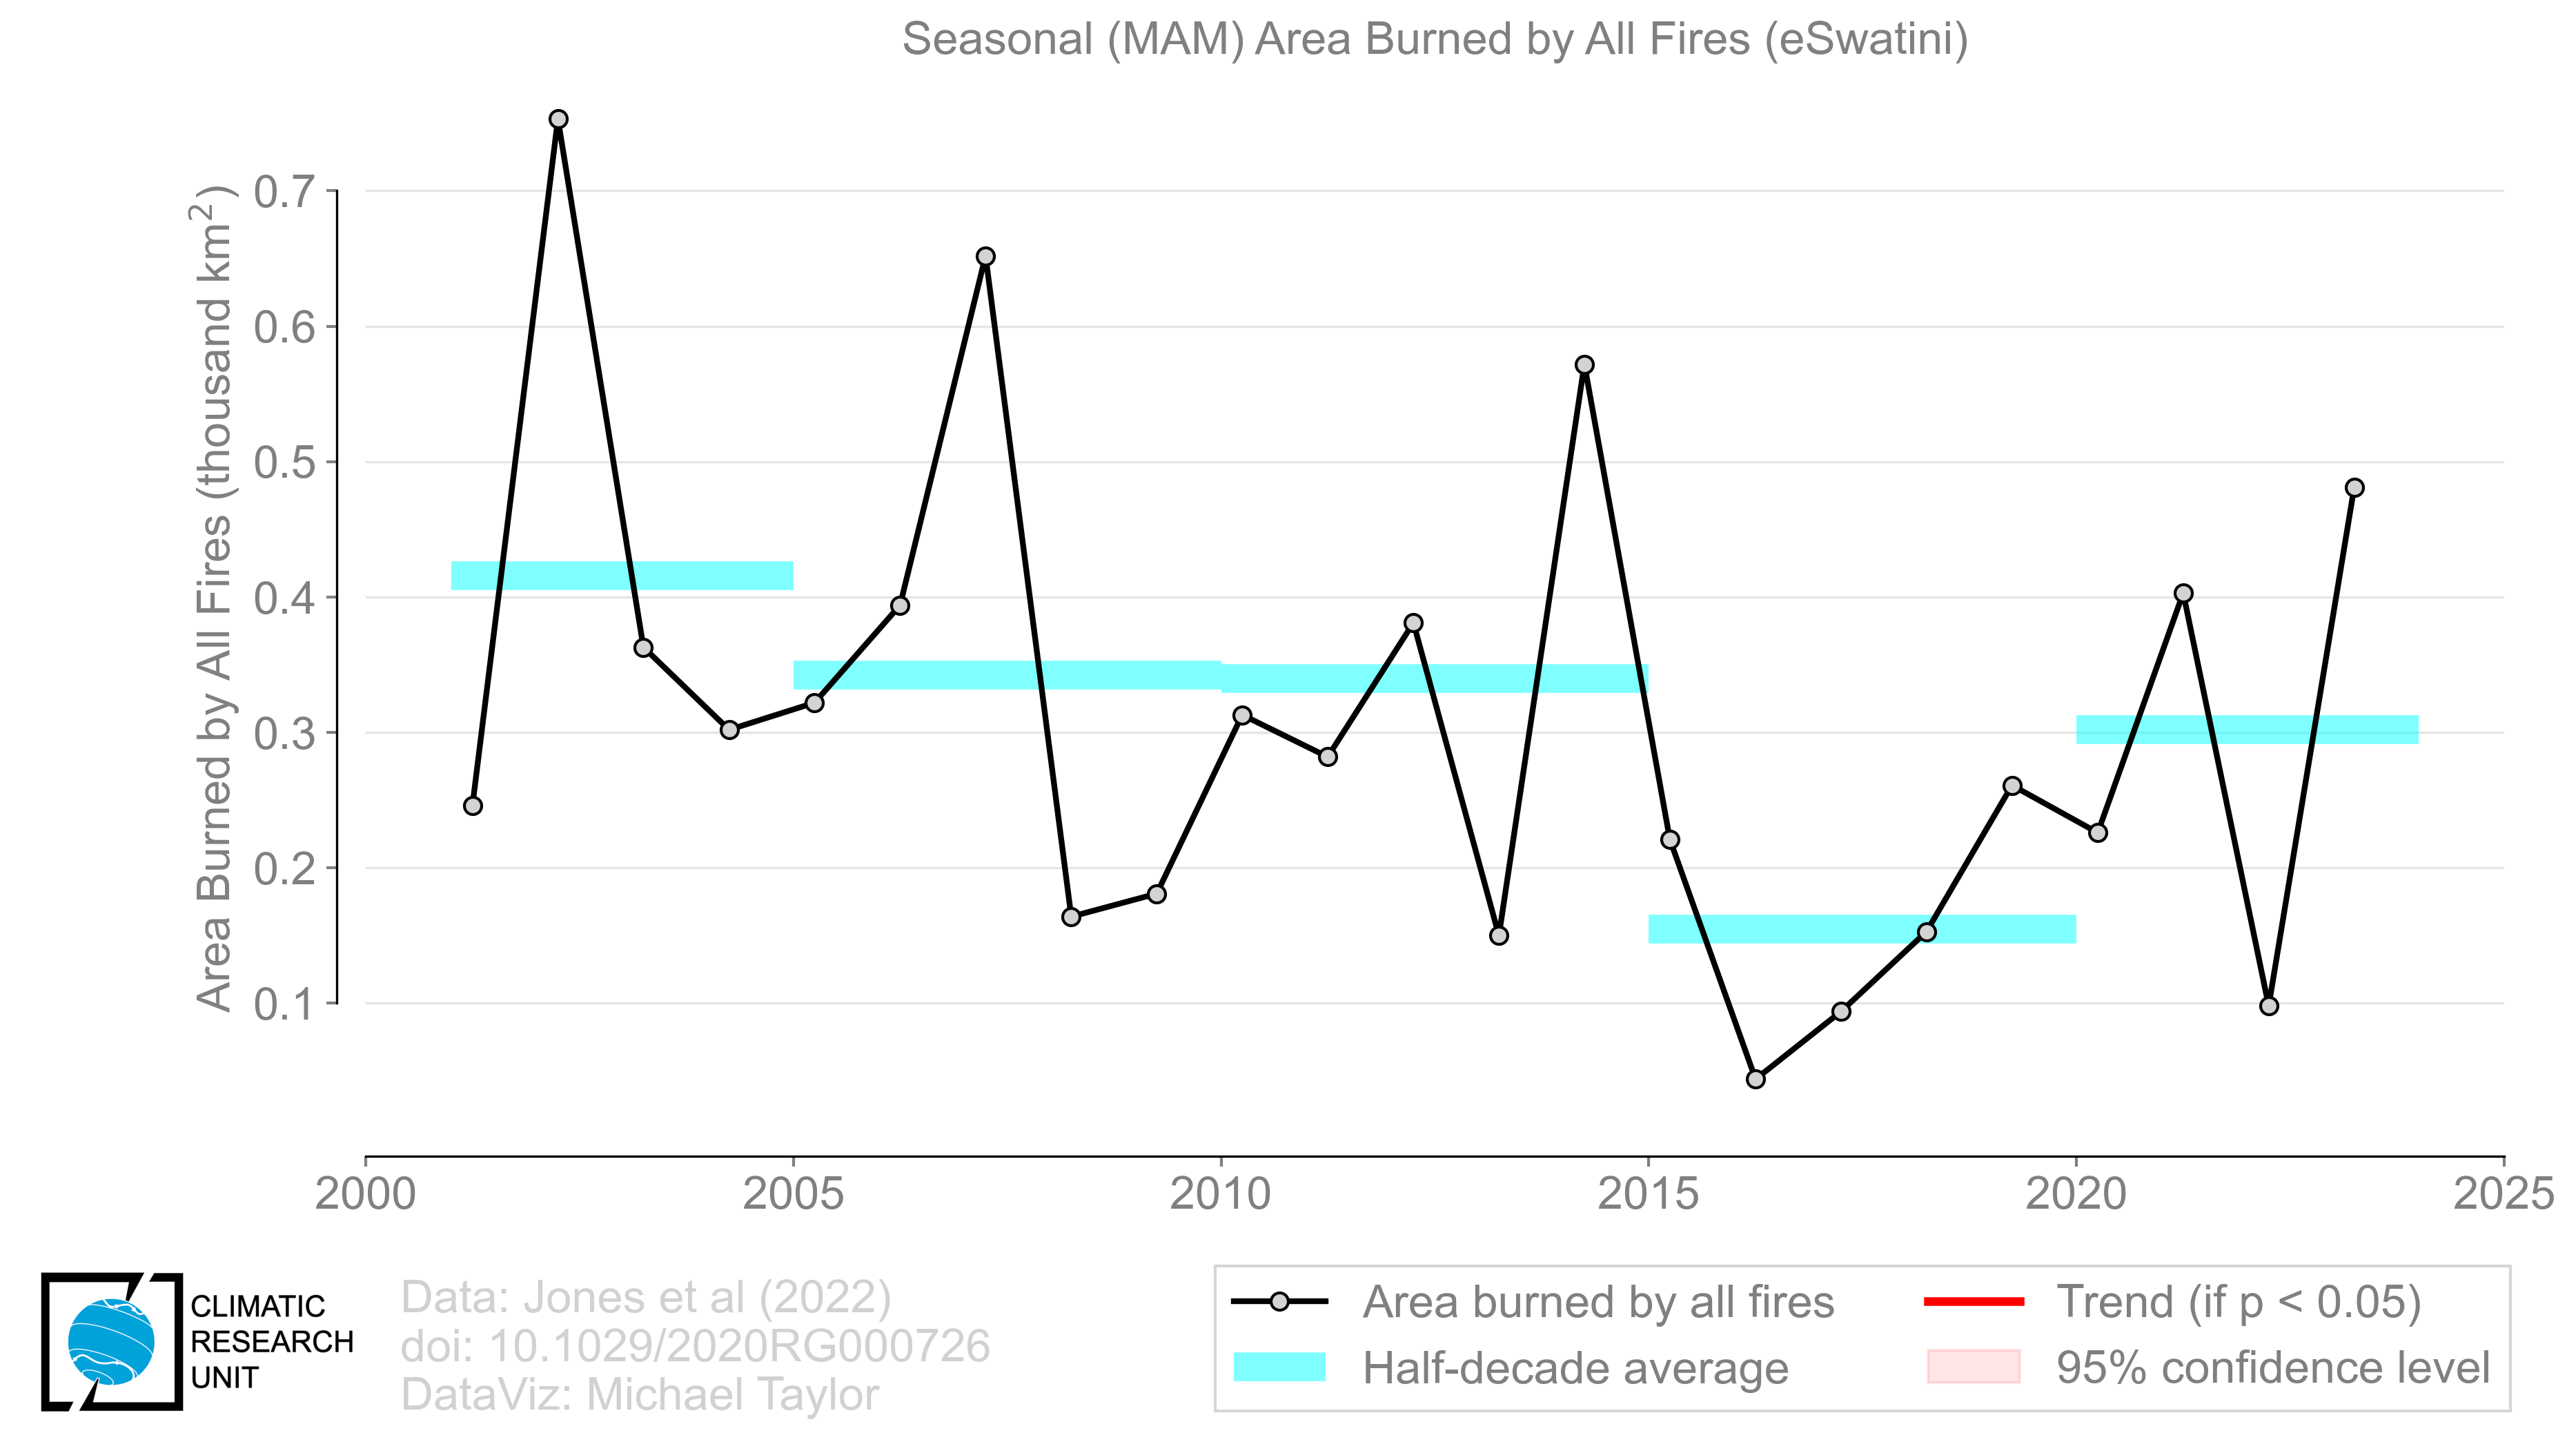 Seasonal (MAM) Area Burned by All Fires (eSwatini)
Area Burned by All Fires (thousand km²)
0.7
0.6
0.5
0.4
0.3
0.2
0.1
2000 2005 2010 2015 2020 2025
CLIMATIC
RESEARCH
UNIT
Data: Jones et al (2022)
doi: 10.1029/2020RG000726
DataViz: Michael Taylor
Area burned by all fires
Half-decade average
Trend (if p < 0.05)
95% confidence level